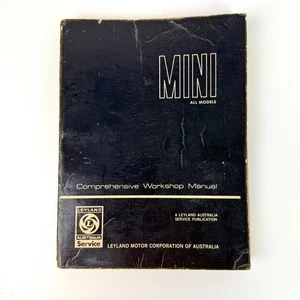 MINI
ALL MODELS
Comprehensive Workshop Manual
A LEYLAND AUSTRALIA
SERVICE PUBLICATION
LEYLAND
AUSTRALIA
Service
LEYLAND MOTOR CORPORATION OF AUSTRALIA